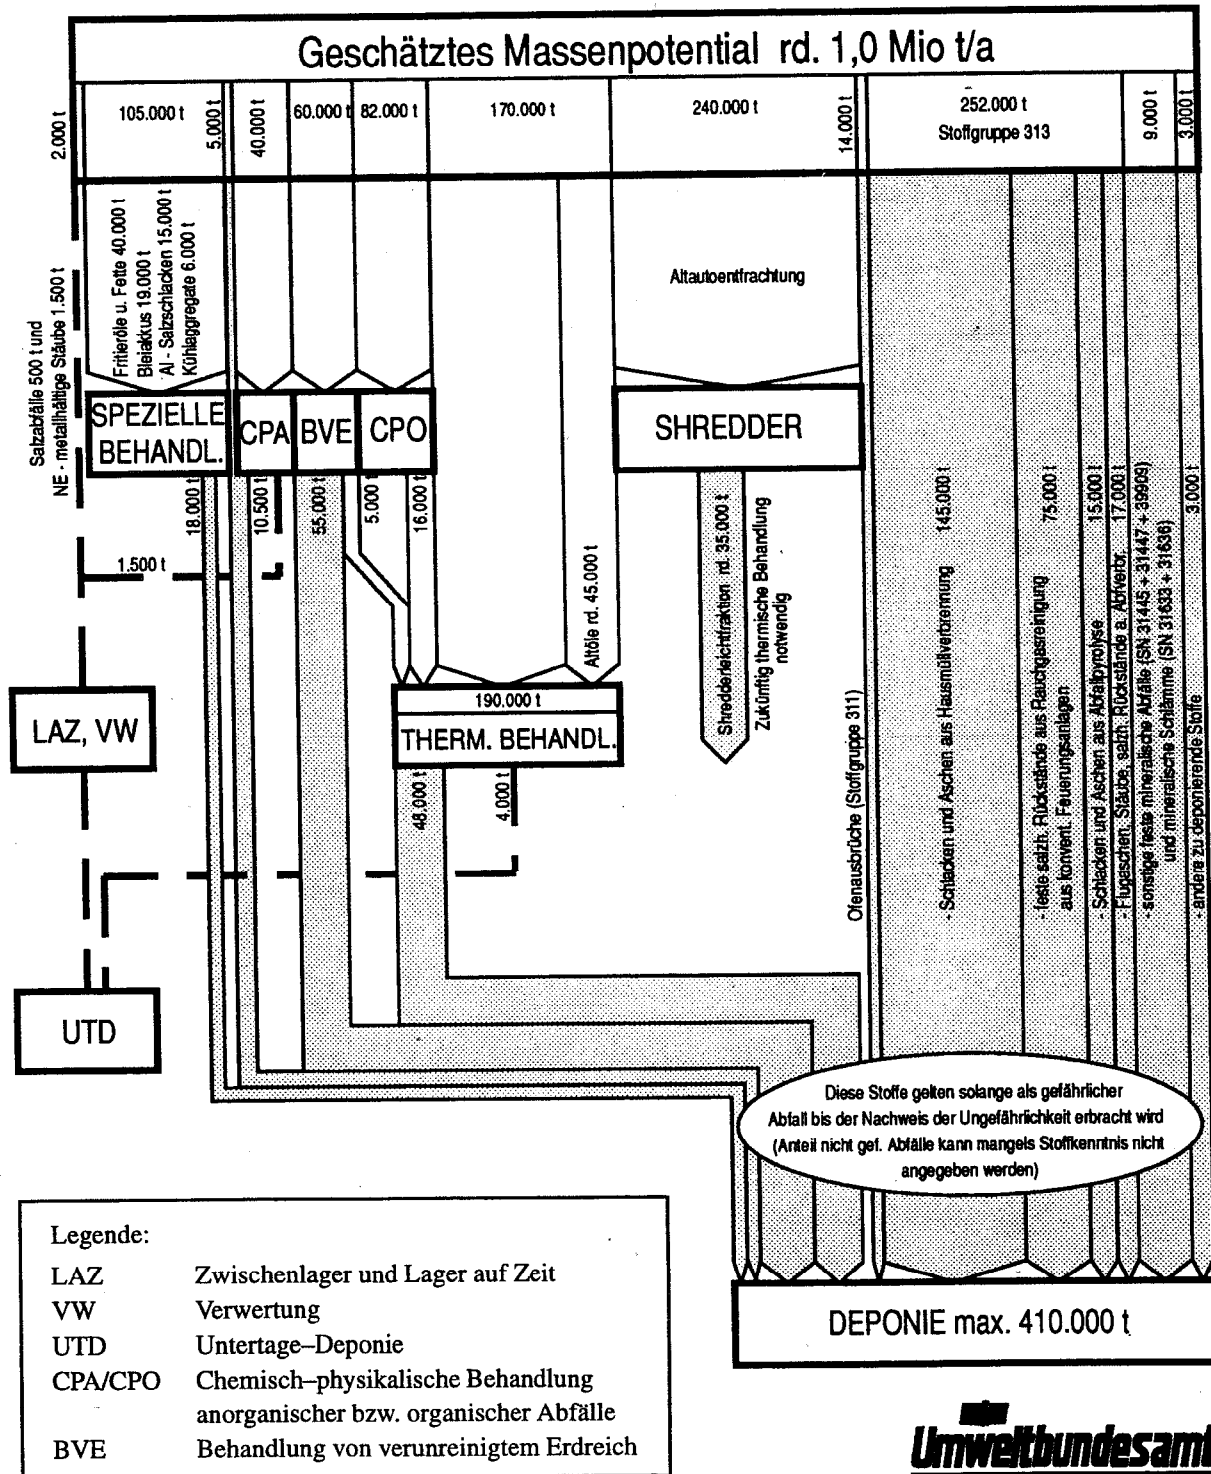 Geschätztes Massenpotential rd. 1,0 Mio t/a
2.000 t
105.000 t
5.000 t
40.000 t
60.000 t
82.000 t
170.000 t
240.000 t
14.000 t
252.000 t
Stoffgruppe 313
9.000 t
3.000 t
Salzabfälle 500 t und
NE - metallhältige Stäube 1.500 t
Fritieröle u. Fette 40.000 t
Bleiakkus 19.000 t
Al - Salzschlacken 15.000 t
Kühlaggregate 6.000 t
Altautoentfrachtung
SPEZIELLE
BEHANDL.
CPA
BVE
CPO
SHREDDER
18.000 t
10.500 t
55.000 t
5.000 t
16.000 t
1.500 t
Altöle rd. 45.000 t
Shredderleichtfraktion rd. 35.000 t
Zukünftig thermische Behandlung
notwendig
Ofenausbrüche (Stoffgruppe 311)
- Schlacken und Aschen aus Hausmüllverbrennung 145.000 t
- feste salzh. Rückstände aus Rauchgasreinigung 75.000 t
aus konvent. Feuerungsanlagen
- Schlacken und Aschen aus Abfallpyrolyse 15.000 t
- Flugaschen, Stäube, salzh. Rückstände a. Abfverbr. 17.000 t
- sonstige feste mineralische Abfälle (SN 31445 + 31447 + 39909)
und mineralische Schlämme (SN 31633 + 31636)
- andere zu deponierende Stoffe 3.000 t
LAZ, VW
190.000 t
THERM. BEHANDL.
48.000 t
4.000 t
UTD
Diese Stoffe gelten solange als gefährlicher
Abfall bis der Nachweis der Ungefährlichkeit erbracht wird
(Anteil nicht gef. Abfälle kann mangels Stoffkenntnis nicht
angegeben werden)
DEPONIE max. 410.000 t
Legende:
LAZ Zwischenlager und Lager auf Zeit
VW Verwertung
UTD Untertage–Deponie
CPA/CPO Chemisch–physikalische Behandlung
anorganischer bzw. organischer Abfälle
BVE Behandlung von verunreinigtem Erdreich
Umweltbundesamt